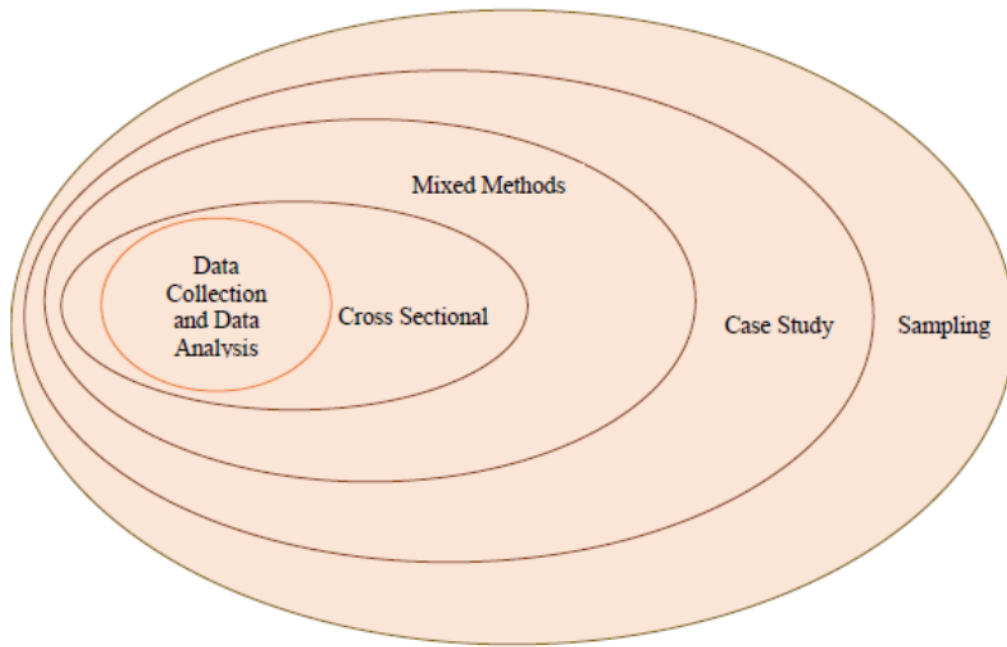 Mixed Methods
Data
Collection
and Data
Analysis
Cross Sectional
Case Study
Sampling